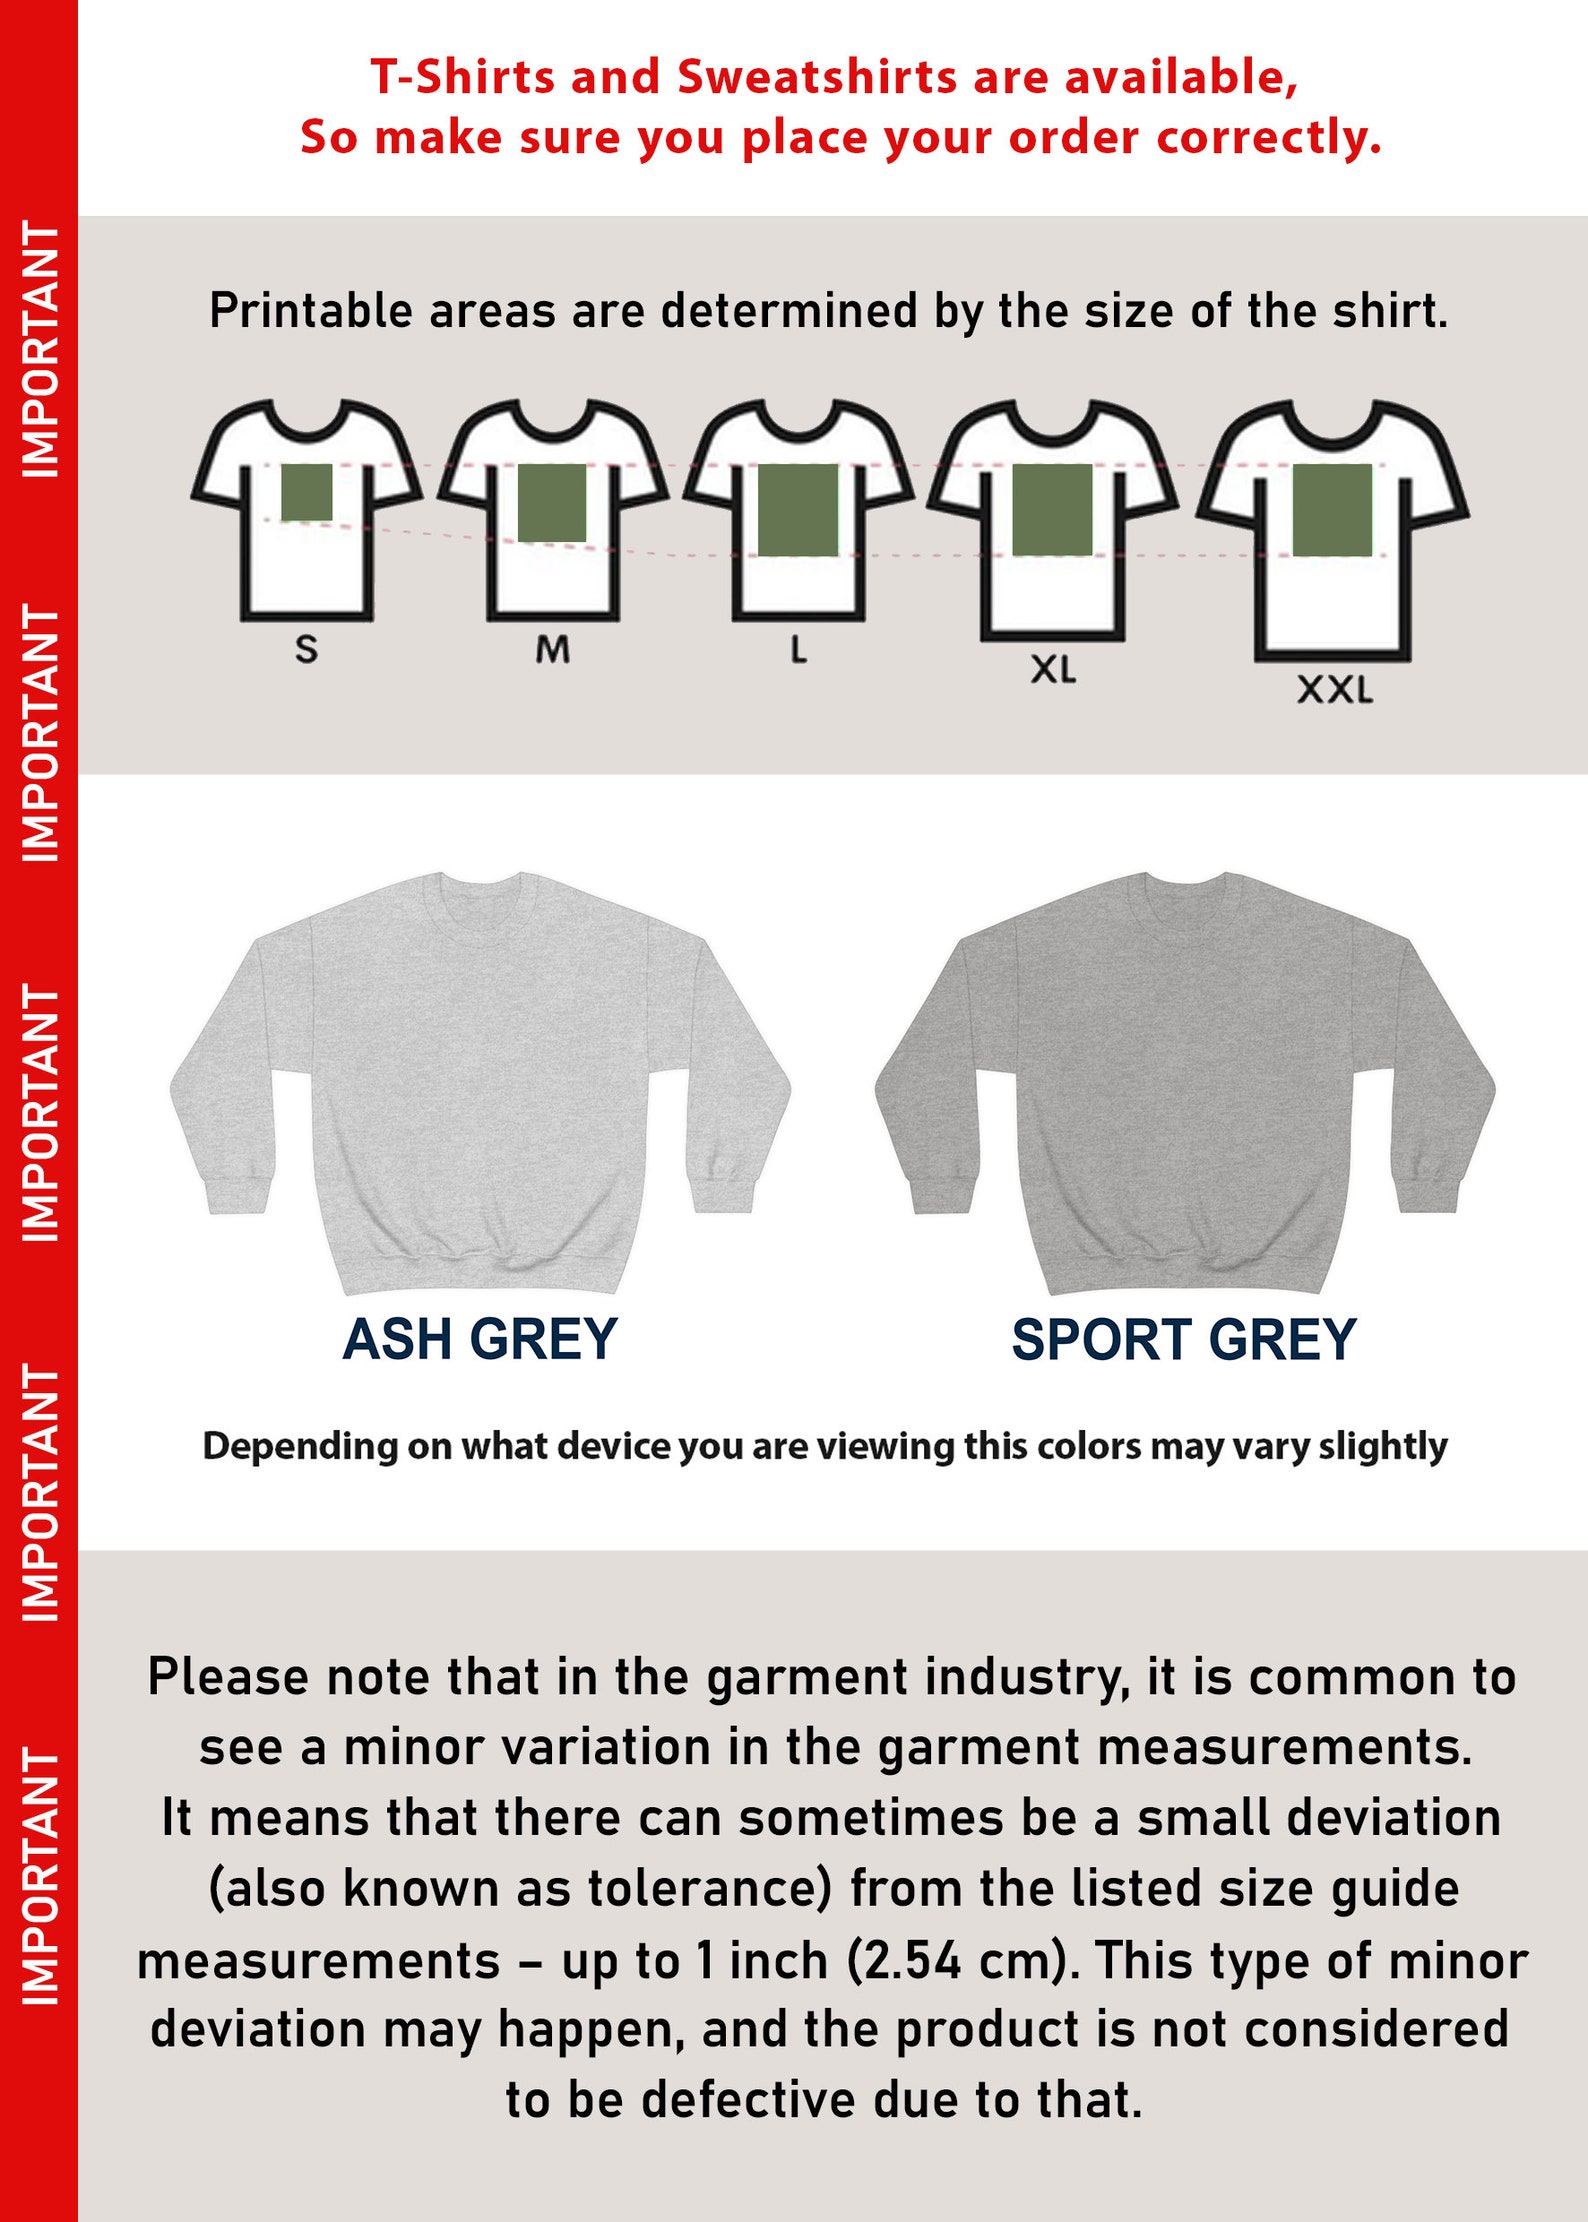 T-Shirts and Sweatshirts are available,
So make sure you place your order correctly.
IMPORTANT
IMPORTANT
IMPORTANT
IMPORTANT
IMPORTANT
Printable areas are determined by the size of the shirt.
S
M
L
XL
XXL
ASH GREY
SPORT GREY
Depending on what device you are viewing this colors may vary slightly
Please note that in the garment industry, it is common to
see a minor variation in the garment measurements.
It means that there can sometimes be a small deviation
(also known as tolerance) from the listed size guide
measurements – up to 1 inch (2.54 cm). This type of minor
deviation may happen, and the product is not considered
to be defective due to that.